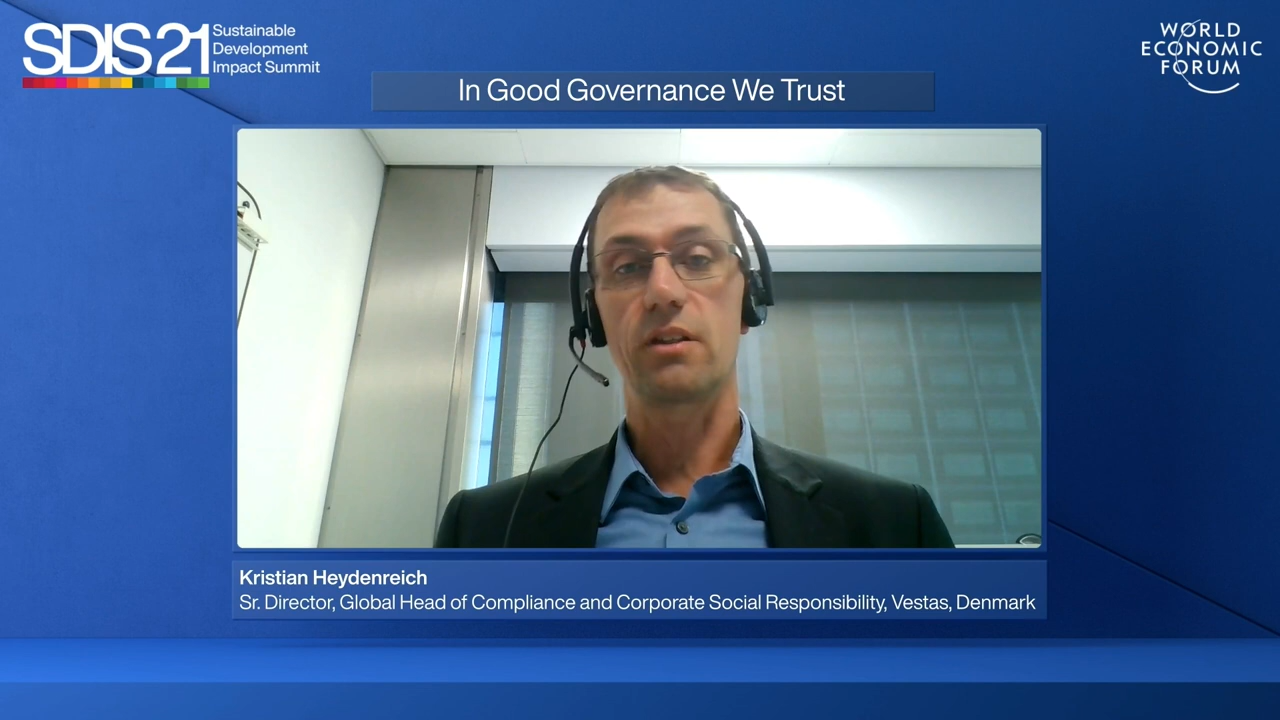 SDIS21
Sustainable
Development
Impact Summit
WORLD
ECONOMIC
FORUM
In Good Governance We Trust
Kristian Heydenreich
Sr. Director, Global Head of Compliance and Corporate Social Responsibility, Vestas, Denmark